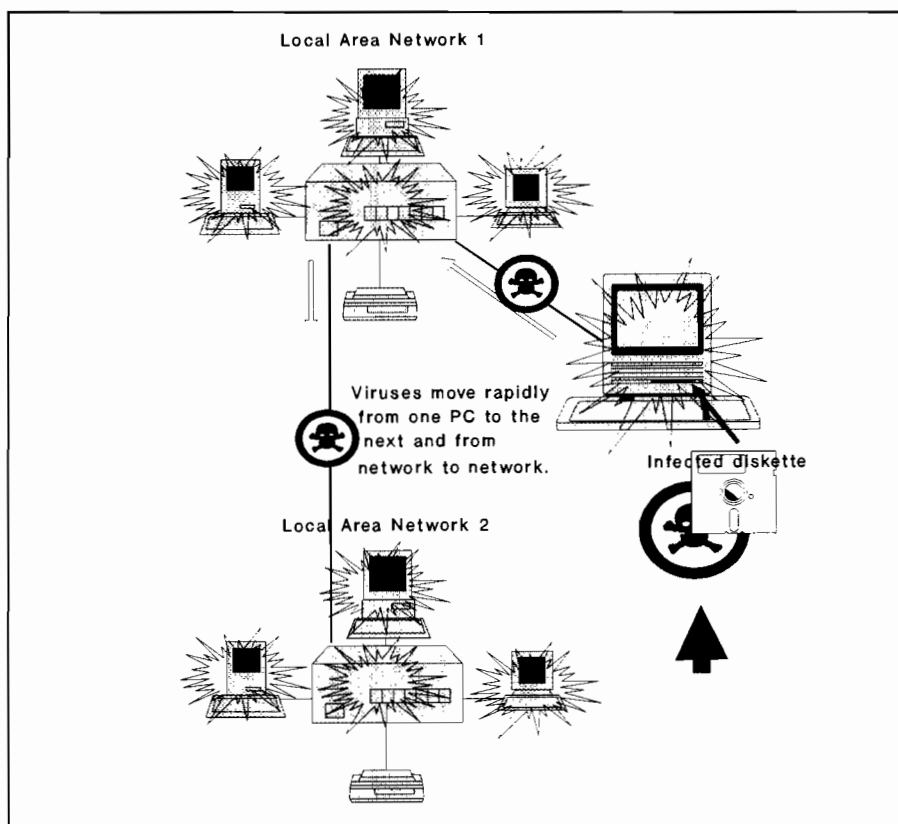 Local Area Network 1
Viruses move rapidly
from one PC to the
next and from
network to network.
Infected diskette
Local Area Network 2